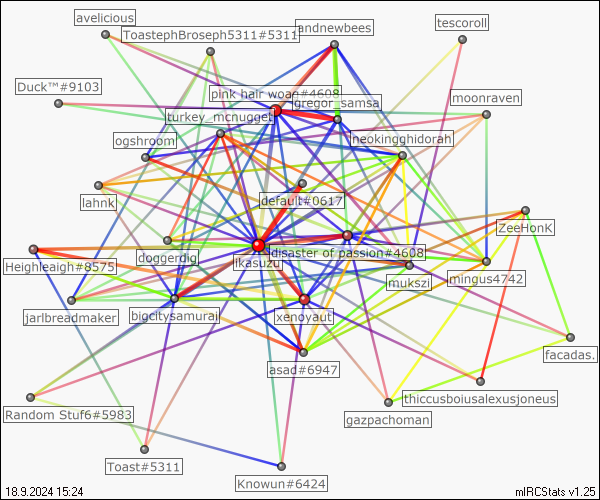 avelicious
ToastephBroseph5311#5311
andnewbees
tescoroll
Duck™#9103
pink hair woan#4608
gregor_samsa
moonraven
turkey_mcnugget
ogshroom
neokingghidorah
lahnk
default#0617
ZeeHonK
doggerdig
disaster of passion#4608
ikasuzu
Heighleaigh#8575
mukszi
mingus4742
jarlbreadmaker
bigcitysamurai
xenoyaut
asad#6947
facadas.
thiccusboiusalexusjoneus
Random Stuf6#5983
gazpachoman
Toast#5311
Knowun#6424
18.9.2024 15:24
mIRCStats v1.25